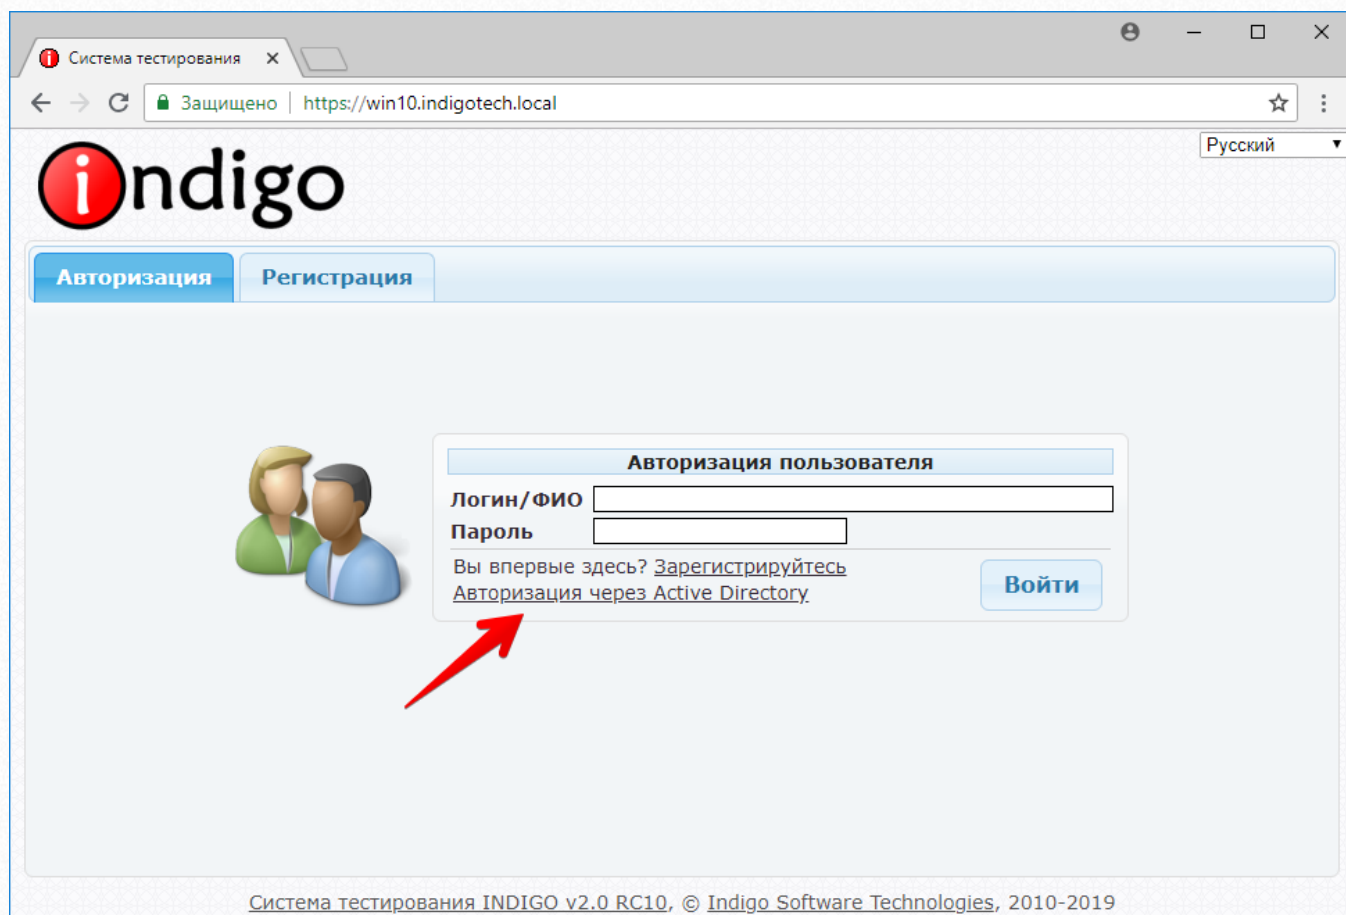 Система тестирования
Защищено https://win10.indigotech.local
Русский
indigo
Авторизация Регистрация
Авторизация пользователя
Логин/ФИО
Пароль
Вы впервые здесь? Зарегистрируйтесь
Авторизация через Active Directory
Войти
Система тестирования INDIGO v2.0 RC10, © Indigo Software Technologies, 2010-2019